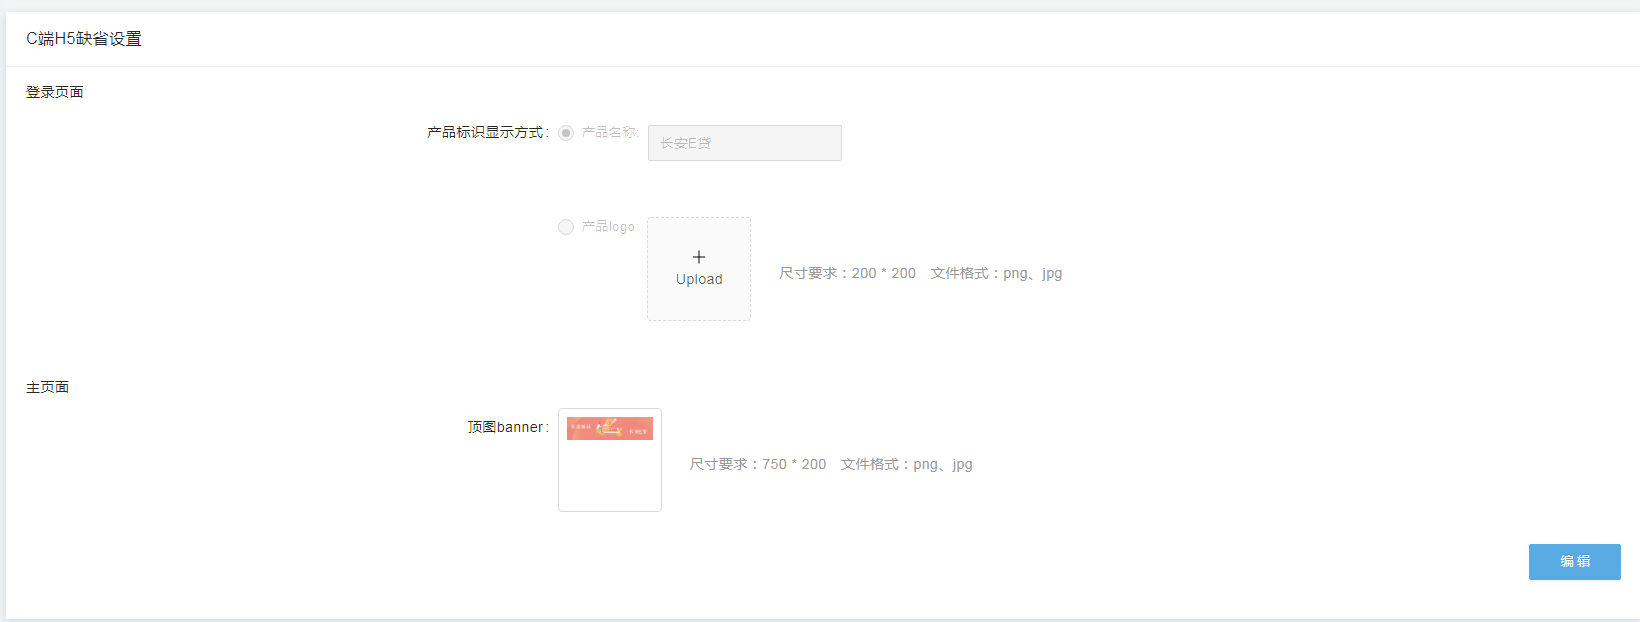 C端H5缺省设置
登录页面
产品标识显示方式: 产品名称: 长安E贷
产品logo: Upload 尺寸要求：200 * 200 文件格式：png、jpg
主页面
顶图banner: 尺寸要求：750 * 200 文件格式：png、jpg
编 辑